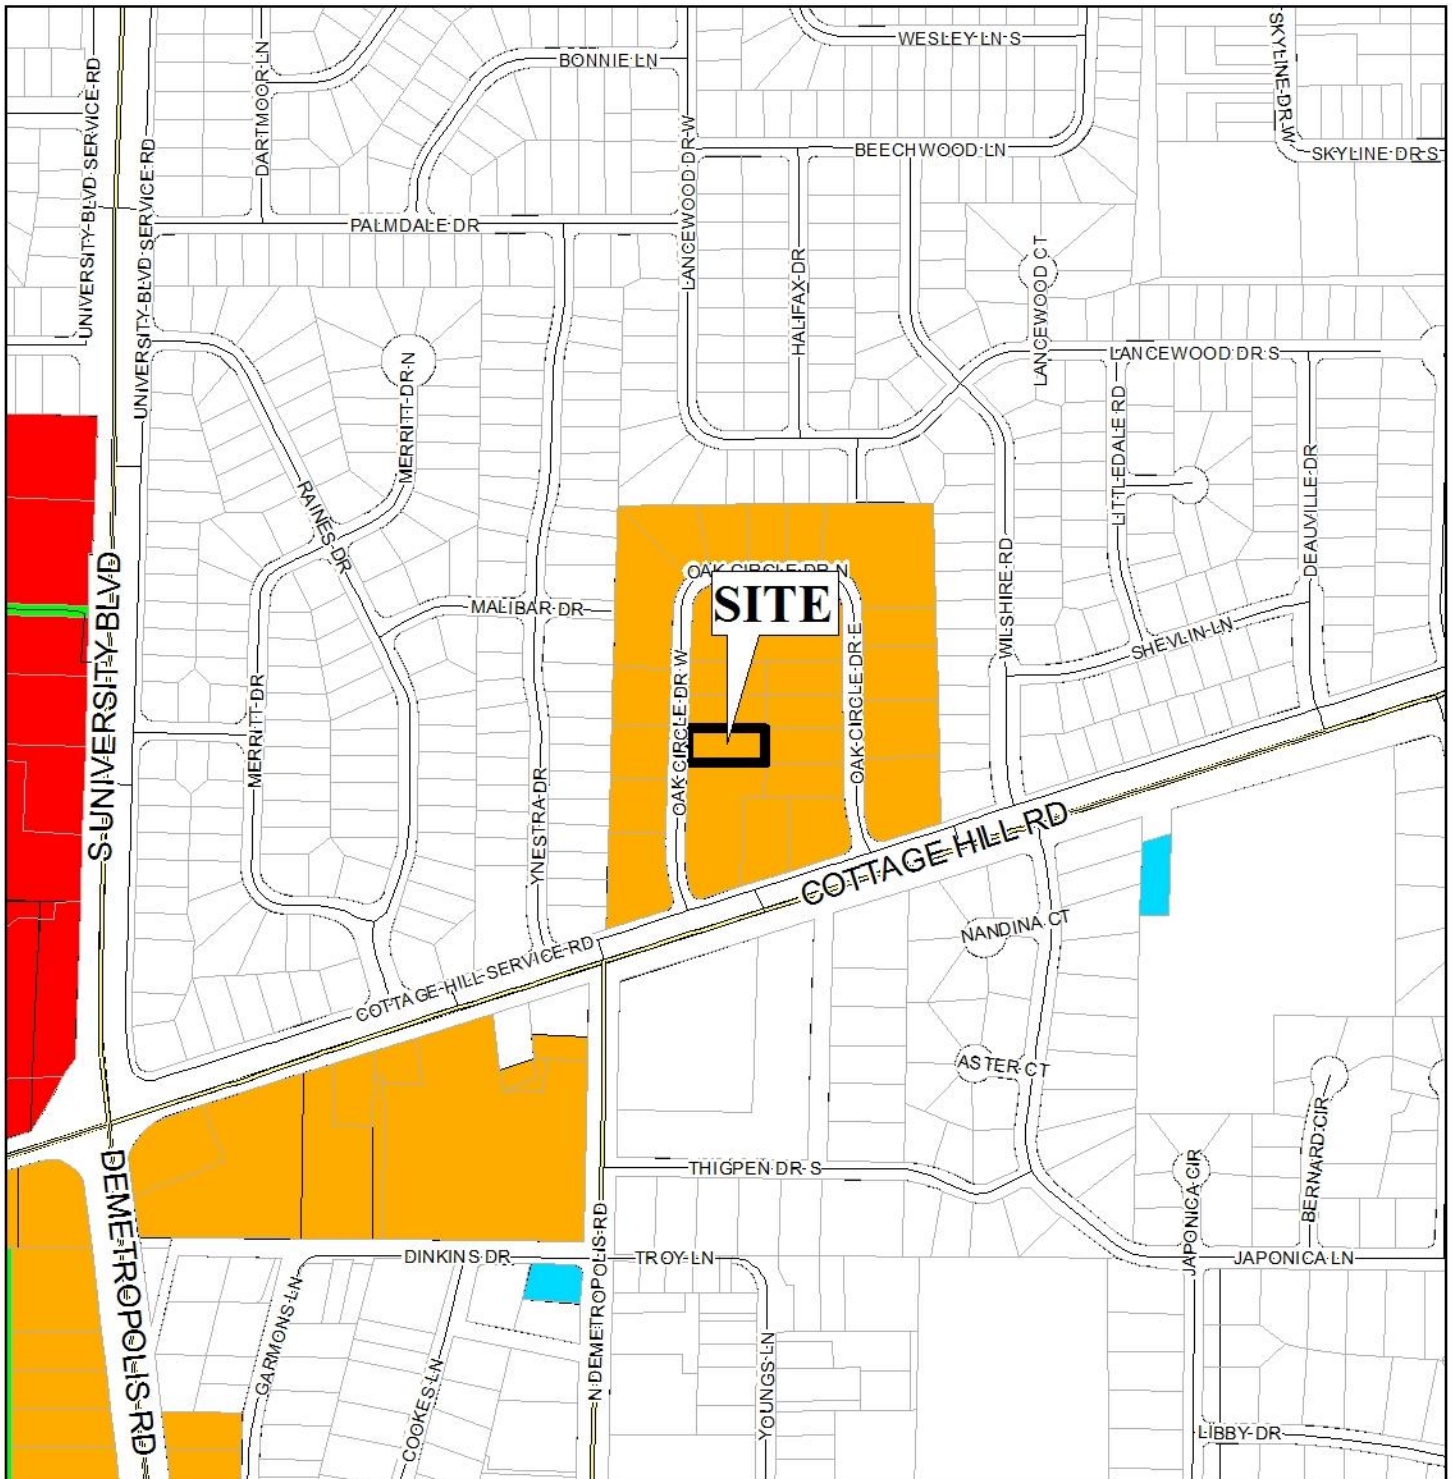 WESLEY LN S
SKYLINE DR W
BONNIE LN
DARTMOOR LN
UNIVERSITY BLVD SERVICE RD
UNIVERSITY BLVD SERVICE RD
LANCEWOOD DR W
BEECHWOOD LN
SKYLINE DR S
PALMDALE DR
LANCEWOOD CT
HALIFAX DR
LANCEWOOD DR S
MERRITT DR N
LITTLEDALE RD
DEAUVILLE DR
RAINES DR
OAK CIRCLE DR N
SITE
MALIBAR DR
WILSHIRE RD
SHEVLIN LN
S UNIVERSITY BLVD
MERRITT DR
OAK CIRCLE DR W
OAK CIRCLE DR E
YNESTRA DR
COTTAGE HILL RD
NANDINA CT
COTTAGE HILL SERVICE RD
ASTER CT
BERNARD CIR
THIGPEN DR S
JAPONICA CIR
DEMETROPOLIS RD
DINKINS DR
TROY LN
JAPONICA LN
N DEMETROPOLIS RD
GARMONS LN
COOKES LN
YOUNGS LN
LIBBY DR